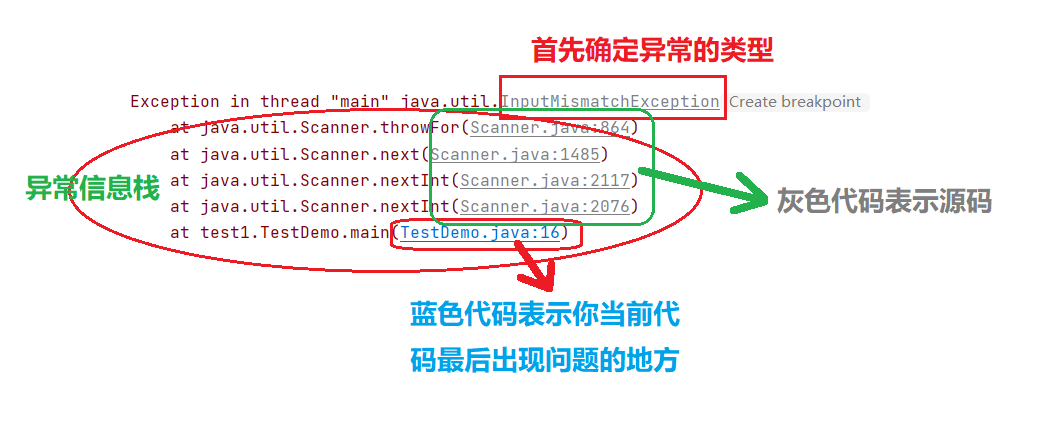 首先确定异常的类型
Exception in thread "main" java.util.InputMismatchException Create breakpoint
at java.util.Scanner.throwFor(Scanner.java:864)
at java.util.Scanner.next(Scanner.java:1485)
at java.util.Scanner.nextInt(Scanner.java:2117)
异常信息栈
灰色代码表示源码
at java.util.Scanner.nextInt(Scanner.java:2076)
at test1.TestDemo.main(TestDemo.java:16)
蓝色代码表示你当前代
码最后出现问题的地方